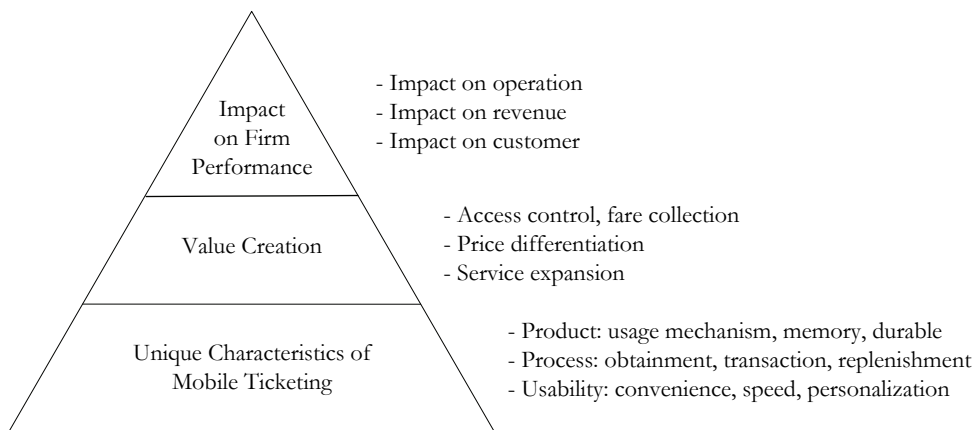 Impact
on Firm
Performance
- Impact on operation
- Impact on revenue
- Impact on customer
Value Creation
- Access control, fare collection
- Price differentiation
- Service expansion
Unique Characteristics of
Mobile Ticketing
- Product: usage mechanism, memory, durable
- Process: obtainment, transaction, replenishment
- Usability: convenience, speed, personalization